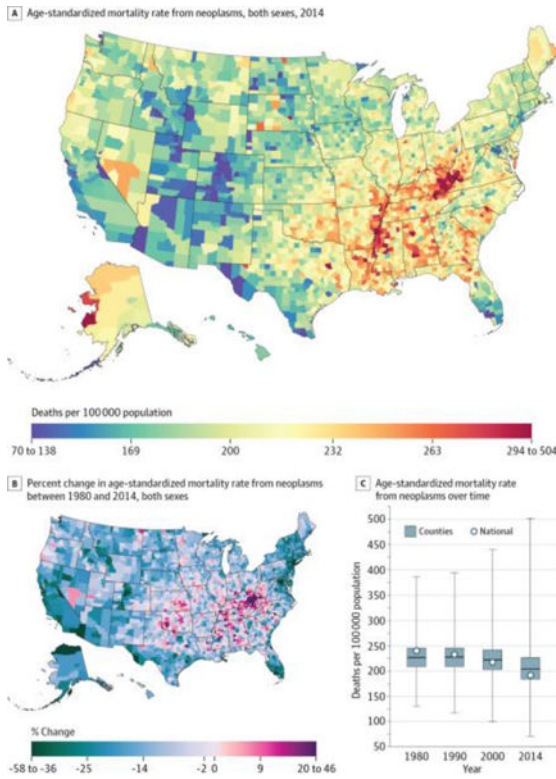 A Age-standardized mortality rate from neoplasms, both sexes, 2014
Deaths per 100 000 population
70 to 138 169 200 232 263 294 to 504
B Percent change in age-standardized mortality rate from neoplasms
between 1980 and 2014, both sexes
% Change
-58 to -36 -25 -14 -2 0 9 20 to 46
C Age-standardized mortality rate
from neoplasms over time
Counties National
Deaths per 100 000 population
500
450
400
350
300
250
200
150
100
50
1980 1990 2000 2014
Year